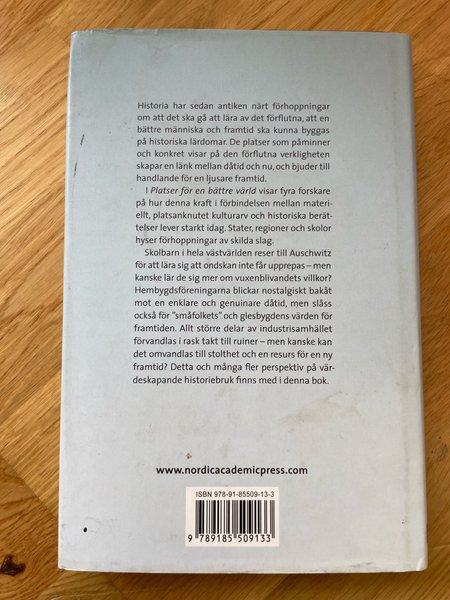 Historia har sedan antiken närt förhoppningar
om att det ska gå att lära av det förflutna, att en
bättre människa och framtid ska kunna byggas
på historiska lärdomar. De platser som påminner
och konkret visar på den förflutna verkligheten
skapar en länk mellan dåtid och nu, och bjuder till
handlande för en ljusare framtid.
I Platser för en bättre värld visar fyra forskare
på hur denna kraft i förbindelsen mellan materi-
ellt, platsanknutet kulturarv och historiska berät-
telser lever starkt idag. Stater, regioner och skolor
hyser förhoppningar av skilda slag.
Skolbarn i hela västvärlden reser till Auschwitz
för att lära sig att ondskan inte får upprepas – men
kanske lär de sig mer om vuxenblivandets villkor?
Hembygdsföreningarna blickar nostalgiskt bakåt
mot en enklare och genuinare dåtid, men slåss
också för ”småfolkets” och glesbygdens värden för
framtiden. Allt större delar av industrisamhället
förvandlas i rask takt till ruiner – men kanske kan
det omvandlas till stolthet och en resurs för en ny
framtid? Detta och många fler perspektiv på vär-
deskapande historiebruk finns med i denna bok.
www.nordicacademicpress.com
ISBN 978-91-85509-13-3
9 789185 509133